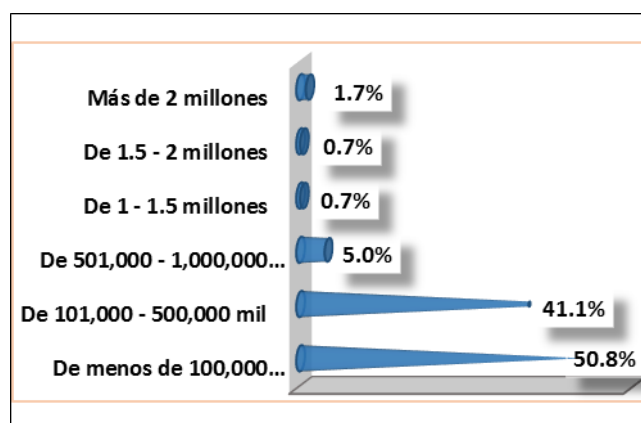 Más de 2 millones 1.7%
De 1.5 - 2 millones 0.7%
De 1 - 1.5 millones 0.7%
De 501,000 - 1,000,000... 5.0%
De 101,000 - 500,000 mil 41.1%
De menos de 100,000... 50.8%